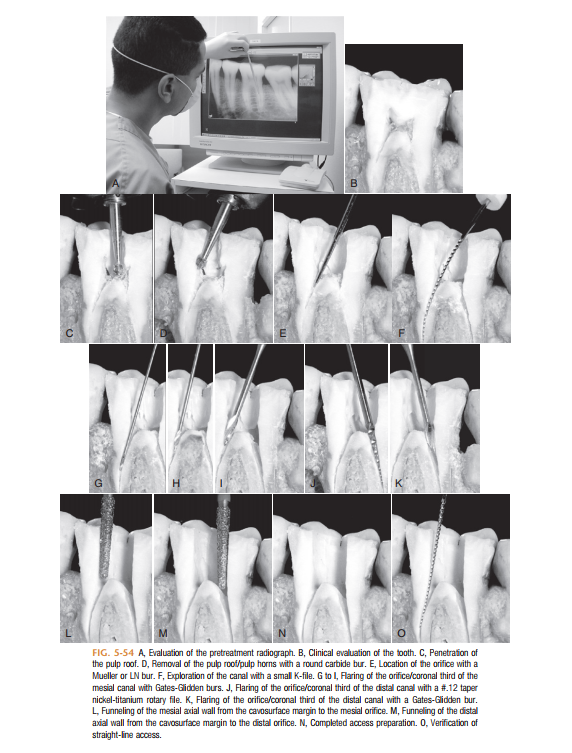 A
B
C
D
E
F
G
H
I
J
K
L
M
N
O
FIG. 5-54 A, Evaluation of the pretreatment radiograph. B, Clinical evaluation of the tooth. C, Penetration of
the pulp roof. D, Removal of the pulp roof/pulp horns with a round carbide bur. E, Location of the orifice with a
Mueller or LN bur. F, Exploration of the canal with a small K-file. G to I, Flaring of the orifice/coronal third of the
mesial canal with Gates-Glidden burs. J, Flaring of the orifice/coronal third of the distal canal with a #.12 taper
nickel-titanium rotary file. K, Flaring of the orifice/coronal third of the distal canal with a Gates-Glidden bur.
L, Funneling of the mesial axial wall from the cavosurface margin to the mesial orifice. M, Funneling of the distal
axial wall from the cavosurface margin to the distal orifice. N, Completed access preparation. O, Verification of
straight-line access.